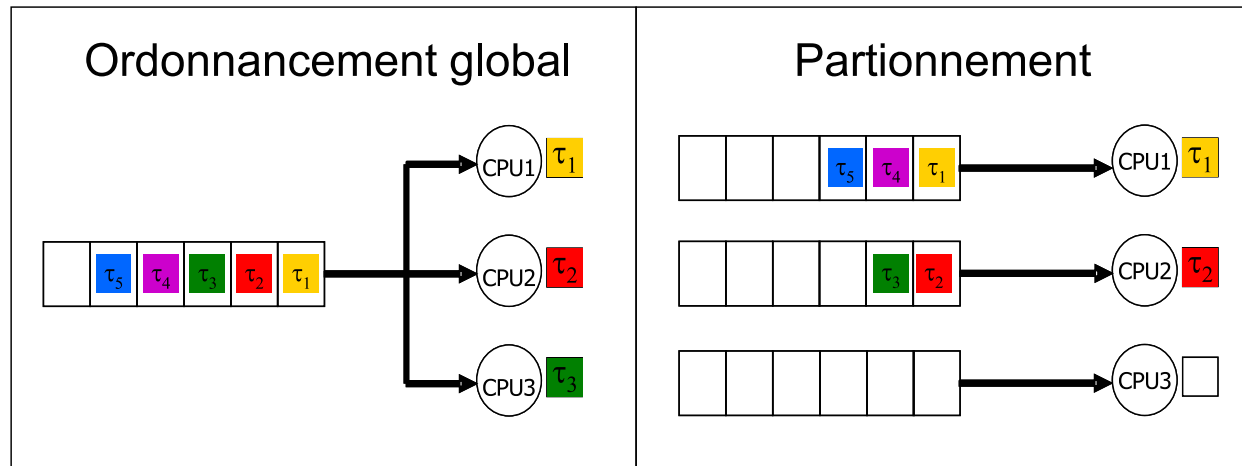 Ordonnancement global
CPU1 τ1
τ5 τ4 τ3 τ2 τ1
CPU2 τ2
CPU3 τ3
Partionnement
τ5 τ4 τ1
CPU1 τ1
τ3 τ2
CPU2 τ2
CPU3